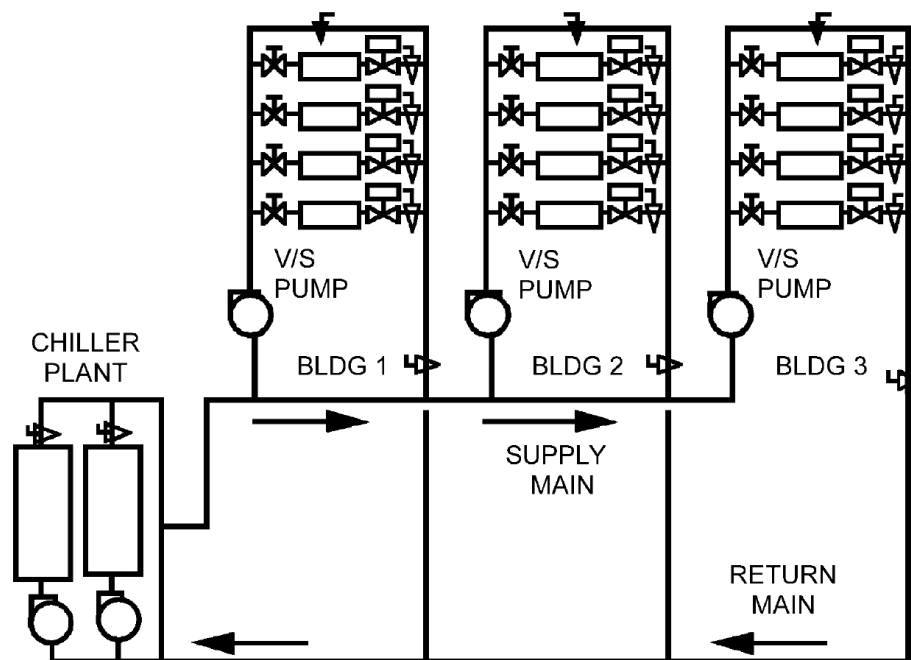 V/S
PUMP
V/S
PUMP
V/S
PUMP
CHILLER
PLANT
BLDG 1
BLDG 2
BLDG 3
SUPPLY
MAIN
RETURN
MAIN